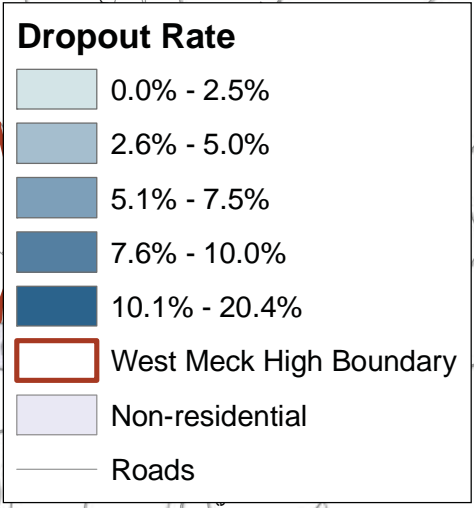 Dropout Rate
0.0% - 2.5%
2.6% - 5.0%
5.1% - 7.5%
7.6% - 10.0%
10.1% - 20.4%
West Meck High Boundary
Non-residential
Roads